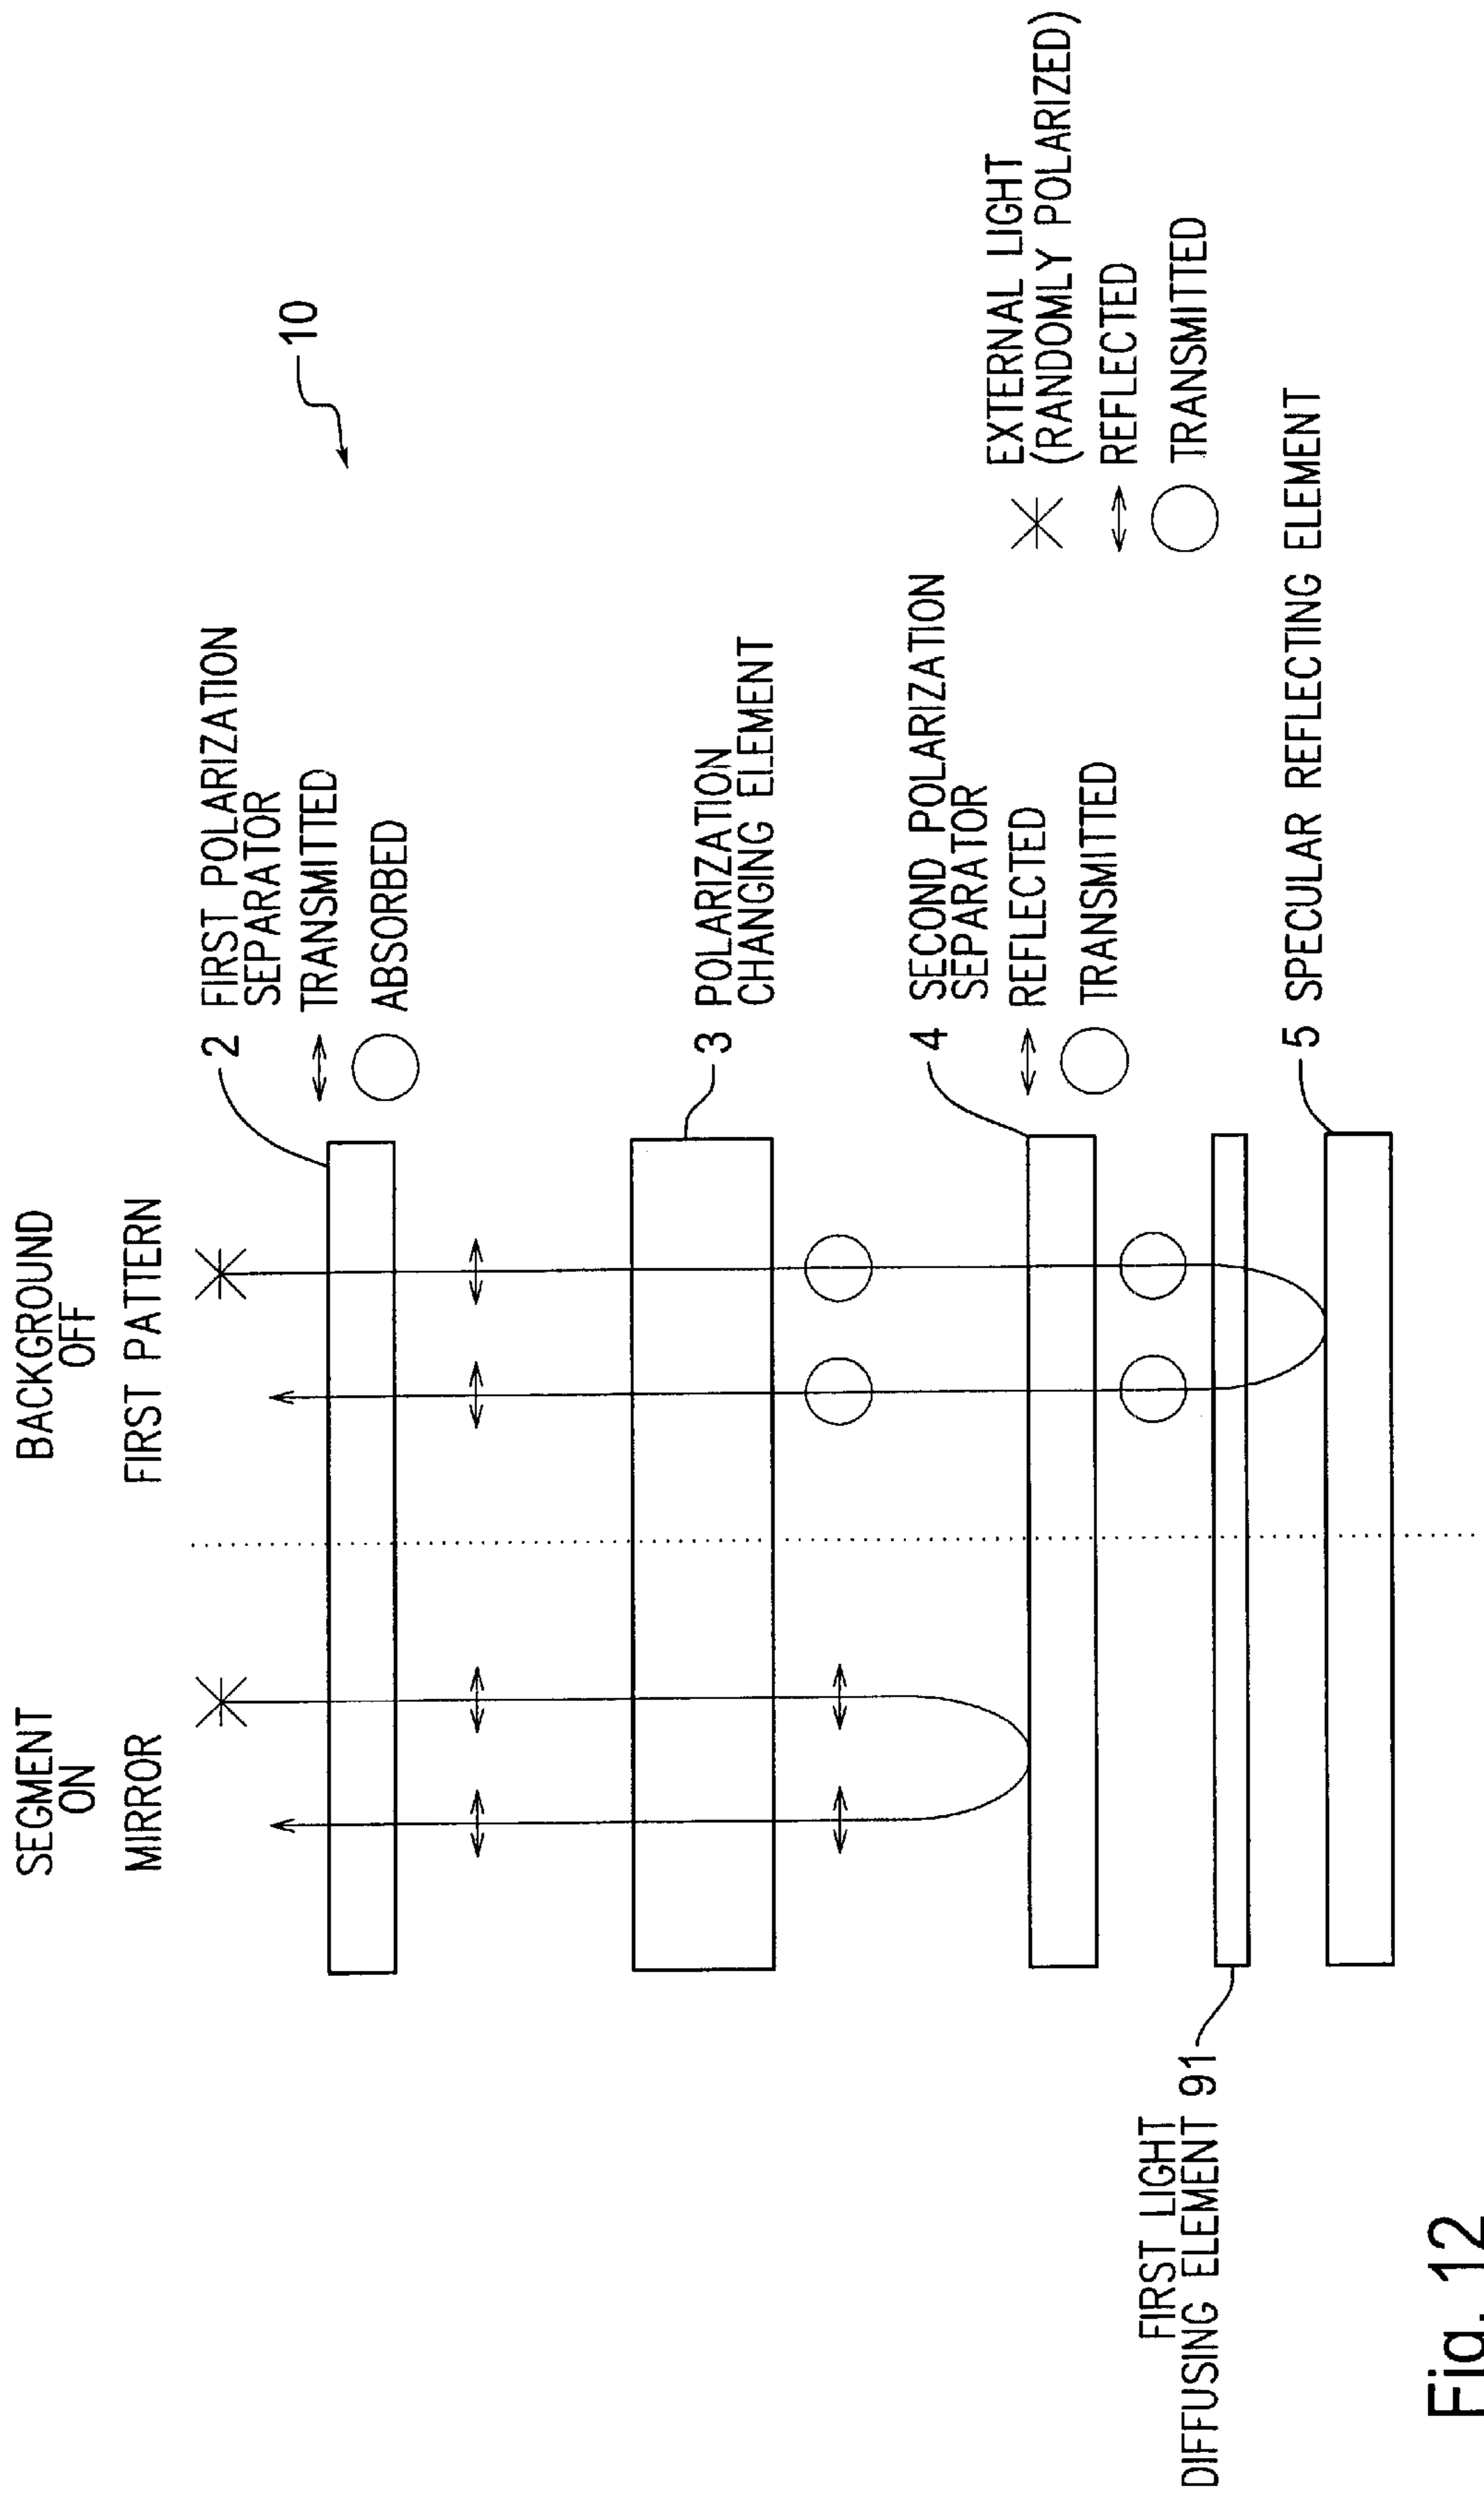 SEGMENT
ON
MIRROR
BACKGROUND
OFF
FIRST PATTERN
10
2 FIRST POLARIZATION
SEPARATOR
TRANSMITTED
ABSORBED
3 POLARIZATION
CHANGING ELEMENT
4 SECOND POLARIZATION
SEPARATOR
REFLECTED
TRANSMITTED
EXTERNAL LIGHT
(RANDOMLY POLARIZED)
REFLECTED
TRANSMITTED
5 SPECULAR REFLECTING ELEMENT
FIRST LIGHT
DIFFUSING ELEMENT 91
Fig. 12